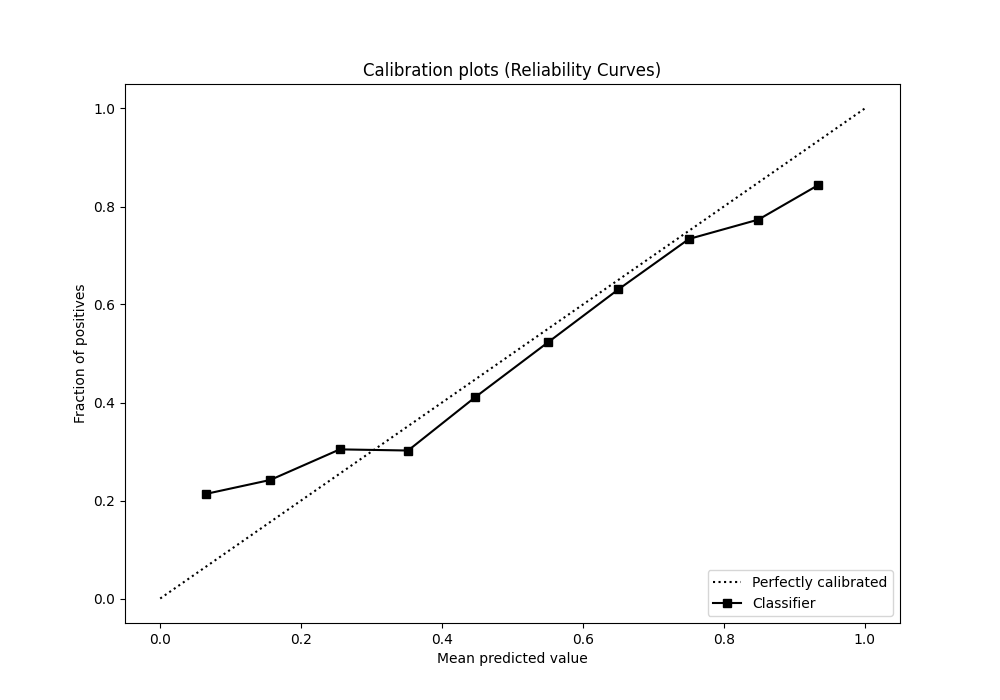 Calibration plots (Reliability Curves)
1.0
0.8
0.6
0.4
0.2
0.0
Fraction of positives
Perfectly calibrated
Classifier
0.0 0.2 0.4 0.6 0.8 1.0
Mean predicted value